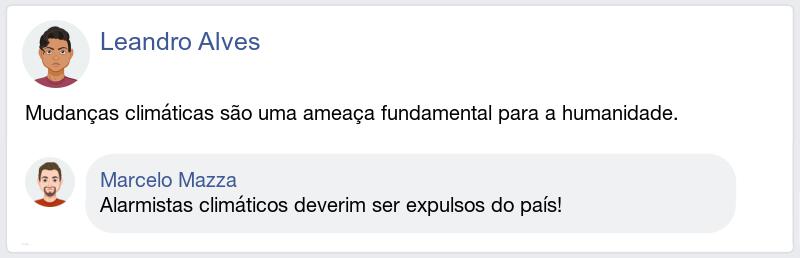 Leandro Alves
Mudanças climáticas são uma ameaça fundamental para a humanidade.
Marcelo Mazza
Alarmistas climáticos deverim ser expulsos do país!